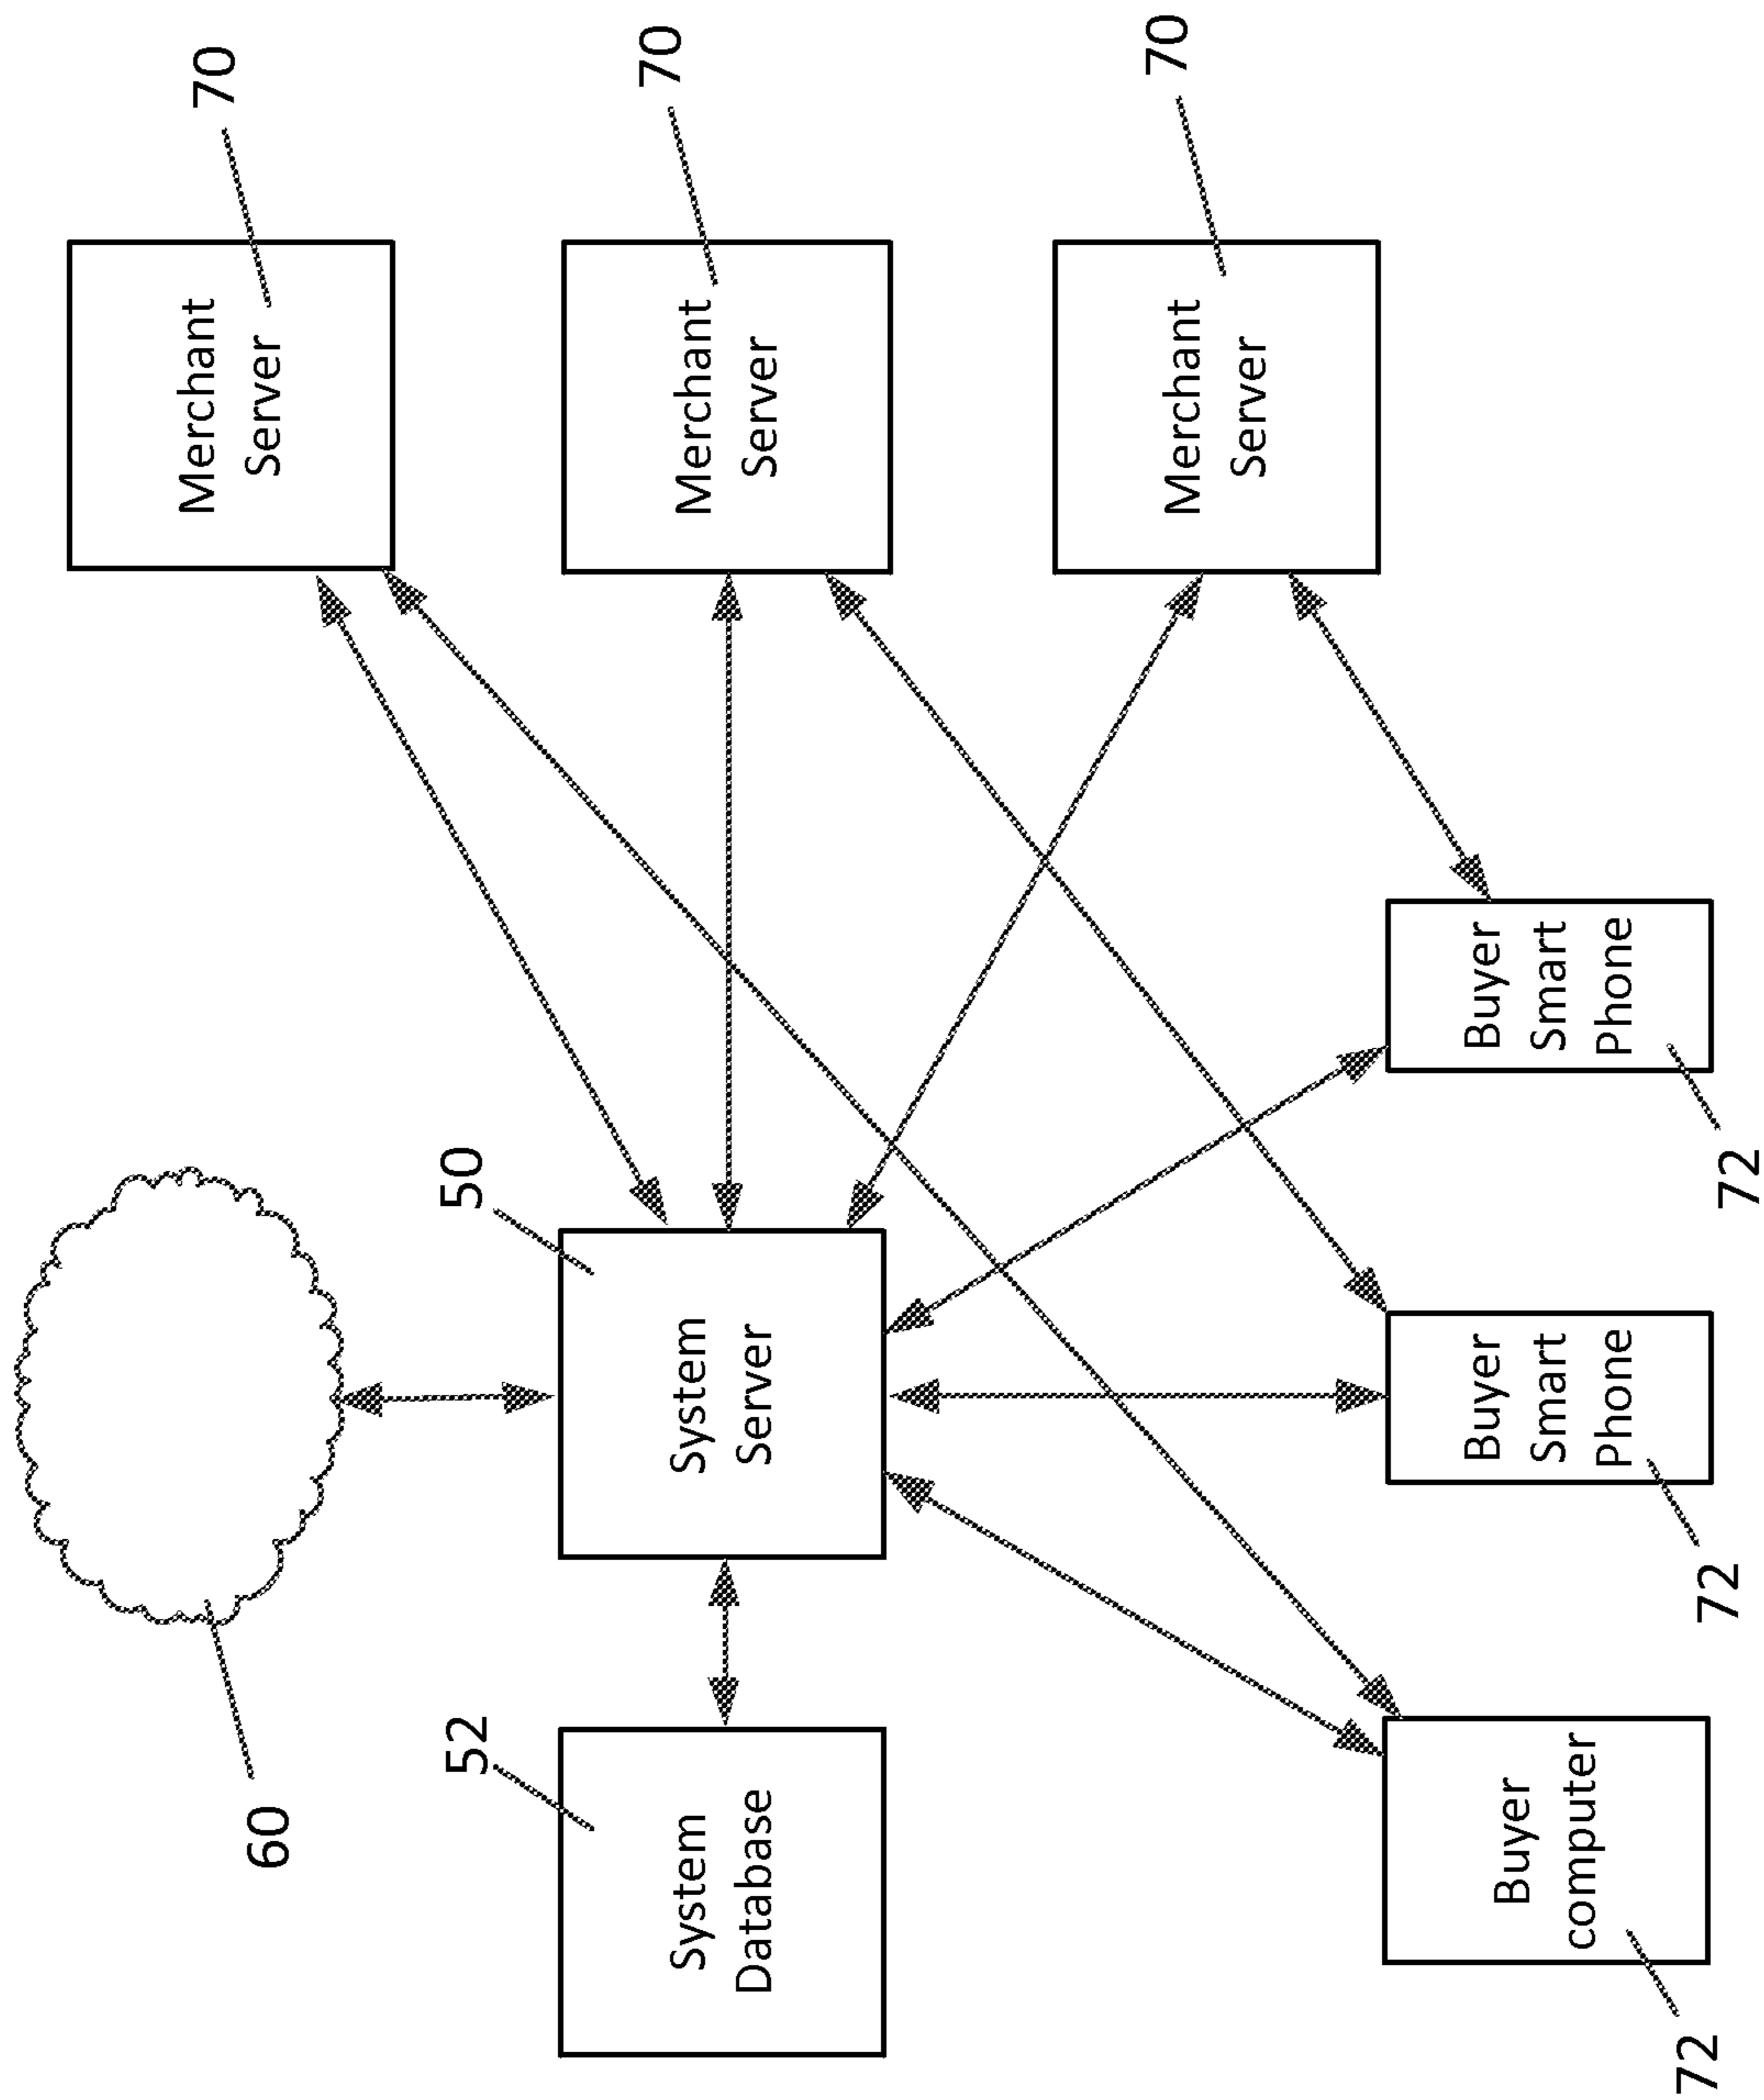 70
Merchant
Server
60
50
52
70
System
Database
System
Server
Merchant
Server
70
Merchant
Server
Buyer
computer
Buyer
Smart
Phone
Buyer
Smart
Phone
72
72
72